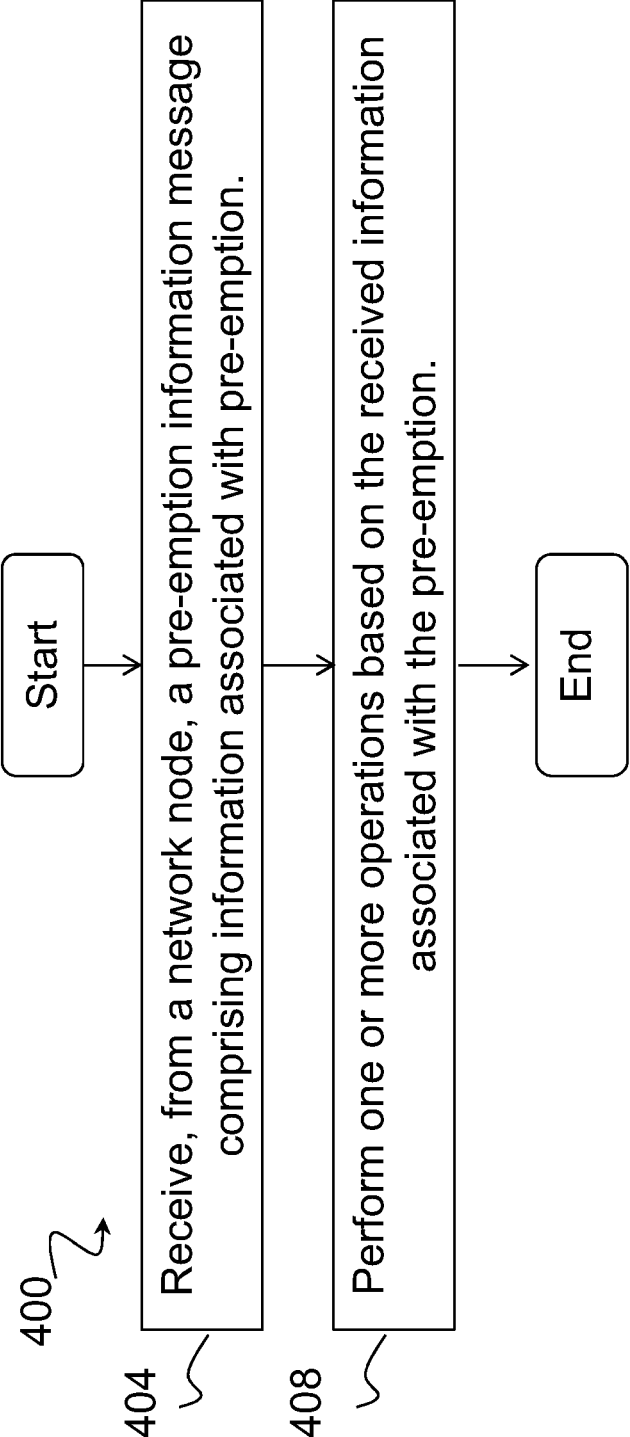 400
Start
404
Receive, from a network node, a pre-emption information message
comprising information associated with pre-emption.
408
Perform one or more operations based on the received information
associated with the pre-emption.
End